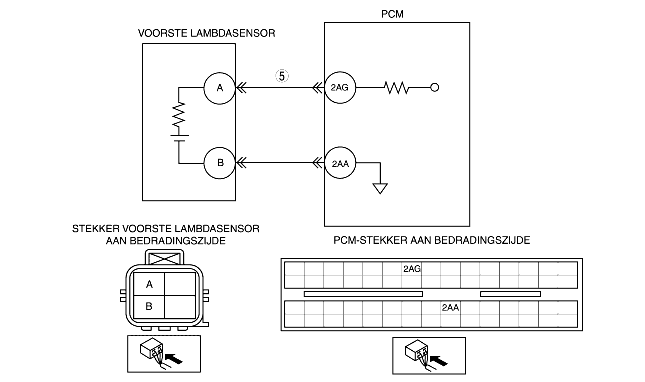 PCM
VOORSTE LAMBDASENSOR
5
A
2AG
B
2AA
STEKKER VOORSTE LAMBDASENSOR
AAN BEDRADINGSZIJDE
PCM-STEKKER AAN BEDRADINGSZIJDE
A
B
2AG
2AA